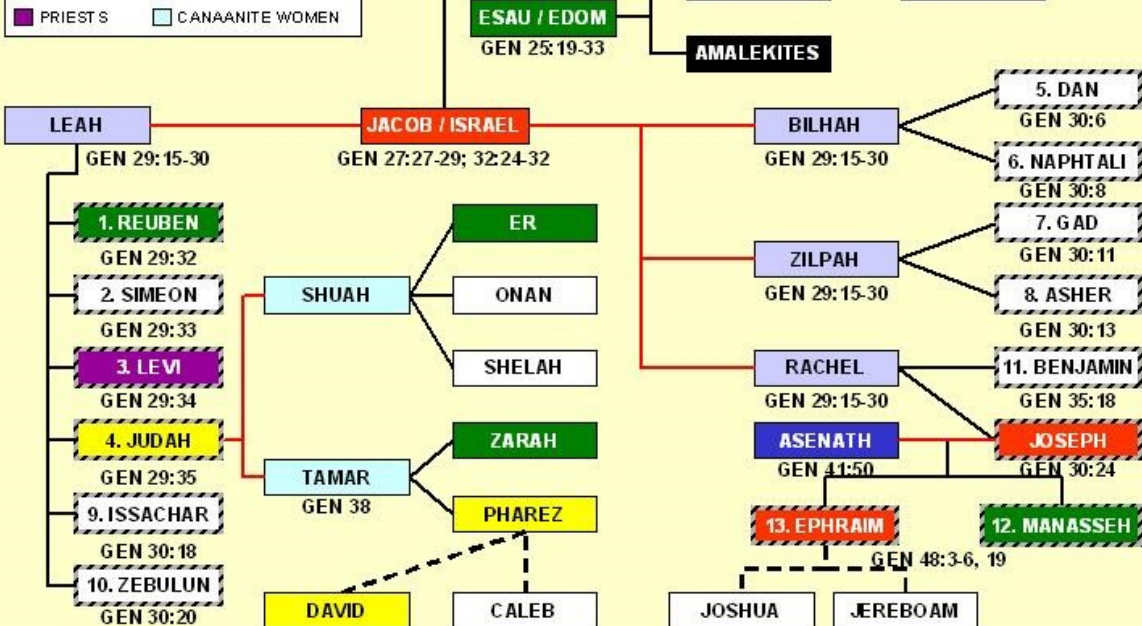 PRIESTS
CANAANITE WOMEN
ESAU / EDOM
GEN 25:19-33
AMALEKITES
LEAH
GEN 29:15-30
JACOB / ISRAEL
GEN 27:27-29; 32:24-32
BILHAH
GEN 29:15-30
5. DAN
GEN 30:6
6. NAPHTALI
GEN 30:8
1. REUBEN
GEN 29:32
2. SIMEON
GEN 29:33
3. LEVI
GEN 29:34
4. JUDAH
GEN 29:35
9. ISSACHAR
GEN 30:18
10. ZEBULUN
GEN 30:20
SHUAH
ER
ONAN
SHELAH
TAMAR
GEN 38
ZARAH
PHAREZ
DAVID
CALEB
ZILPAH
GEN 29:15-30
7. GAD
GEN 30:11
8. ASHER
GEN 30:13
RACHEL
GEN 29:15-30
11. BENJAMIN
GEN 35:18
ASENATH
GEN 41:50
JOSEPH
GEN 30:24
13. EPHRAIM
12. MANASSEH
GEN 48:3-6, 19
JOSHUA
JEREBOAM